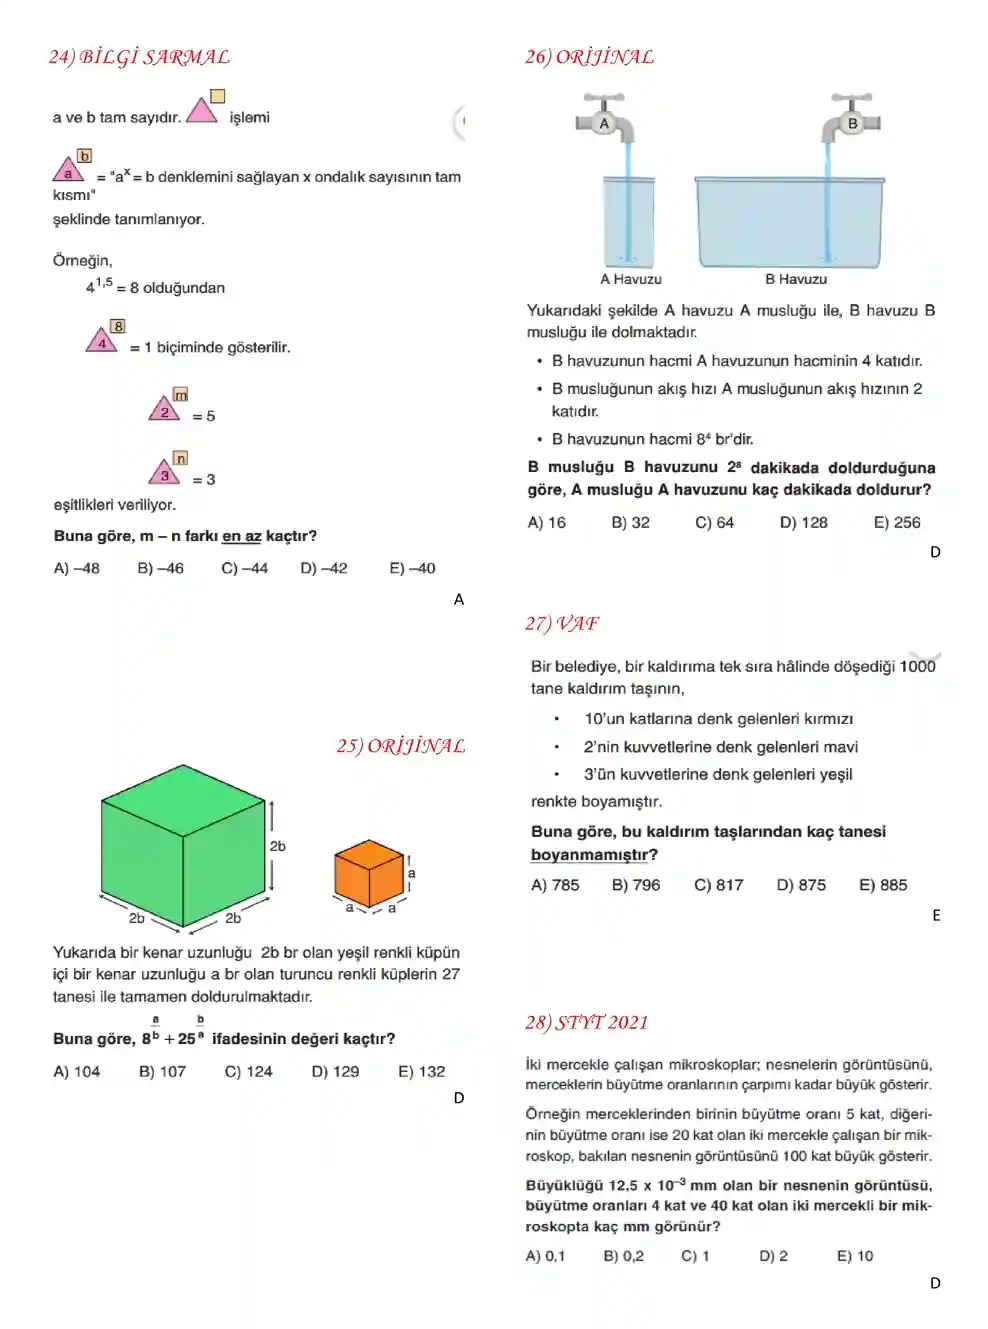 24) BİLGİ SARMAL
a ve b tam sayıdır. işlemi
b
a = "aˣ = b denklemini sağlayan x ondalık sayısının tam
kısmı"
şeklinde tanımlanıyor.
Örneğin,
4^1,5 = 8 olduğundan
8
4 = 1 biçiminde gösterilir.
m
2 = 5
n
3 = 3
eşitlikleri veriliyor.
Buna göre, m – n farkı en az kaçtır?
A) –48 B) –46 C) –44 D) –42 E) –40
A
25) ORİJİNAL
2b
2b
2b
a
a
a
Yukarıda bir kenar uzunluğu 2b br olan yeşil renkli küpün
içi bir kenar uzunluğu a br olan turuncu renkli küplerin 27
tanesi ile tamamen doldurulmaktadır.
Buna göre, 8^(a/b) + 25^(b/a) ifadesinin değeri kaçtır?
A) 104 B) 107 C) 124 D) 129 E) 132
D
26) ORİJİNAL
A
B
A Havuzu
B Havuzu
Yukarıdaki şekilde A havuzu A musluğu ile, B havuzu B
musluğu ile dolmaktadır.
• B havuzunun hacmi A havuzunun hacminin 4 katıdır.
• B musluğunun akış hızı A musluğunun akış hızının 2
katıdır.
• B havuzunun hacmi 8⁴ br'dir.
B musluğu B havuzunu 2⁸ dakikada doldurduğuna
göre, A musluğu A havuzunu kaç dakikada doldurur?
A) 16 B) 32 C) 64 D) 128 E) 256
D
27) VAF
Bir belediye, bir kaldırıma tek sıra hâlinde döşediği 1000
tane kaldırım taşının,
• 10'un katlarına denk gelenleri kırmızı
• 2'nin kuvvetlerine denk gelenleri mavi
• 3'ün kuvvetlerine denk gelenleri yeşil
renkte boyamıştır.
Buna göre, bu kaldırım taşlarından kaç tanesi
boyanmamıştır?
A) 785 B) 796 C) 817 D) 875 E) 885
E
28) STYT 2021
İki mercekle çalışan mikroskoplar; nesnelerin görüntüsünü,
merceklerin büyütme oranlarının çarpımı kadar büyük gösterir.
Örneğin merceklerinden birinin büyütme oranı 5 kat, diğeri-
nin büyütme oranı ise 20 kat olan iki mercekle çalışan bir mik-
roskop, bakılan nesnenin görüntüsünü 100 kat büyük gösterir.
Büyüklüğü 12,5 x 10⁻³ mm olan bir nesnenin görüntüsü,
büyütme oranları 4 kat ve 40 kat olan iki mercekli bir mik-
roskopta kaç mm görünür?
A) 0,1 B) 0,2 C) 1 D) 2 E) 10
D